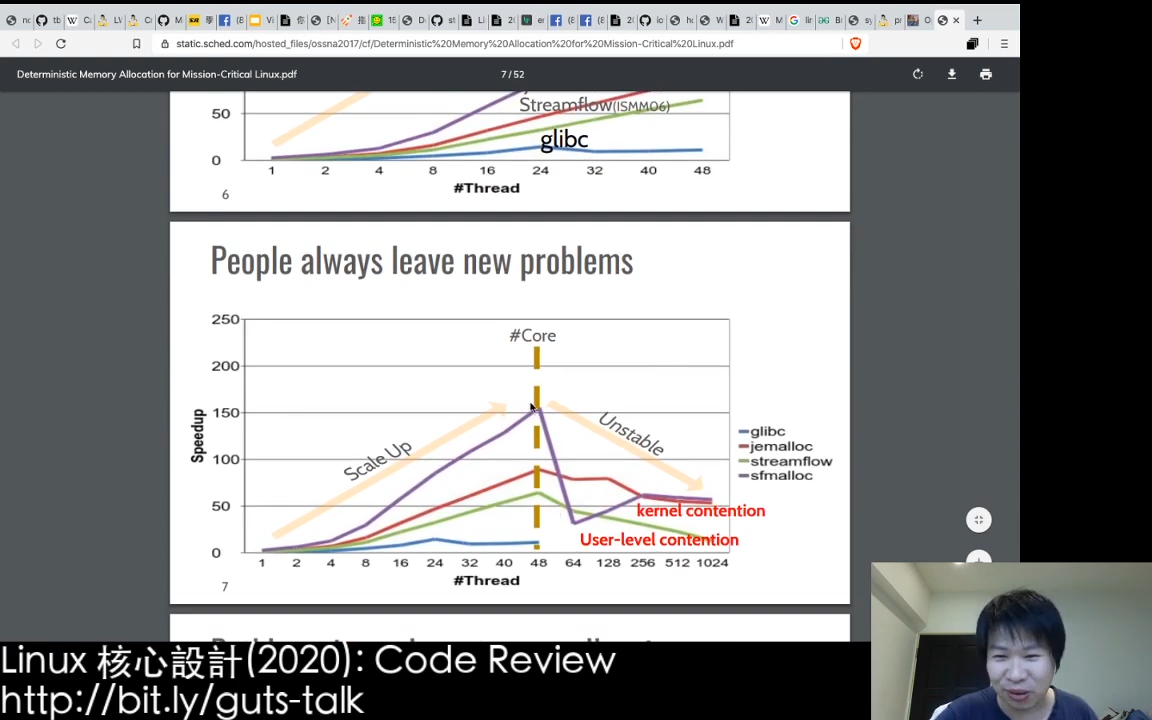 static.sched.com/hosted_files/ossna2017/cf/Deterministic%20Memory%20Allocation%20for%20Mission-Critical%20Linux.pdf
Deterministic Memory Allocation for Mission-Critical Linux.pdf
7 / 52
Streamflow(ISMM06)
50
glibc
0
1 2 4 8 16 24 32 40 48
#Thread
6
People always leave new problems
250
#Core
200
150
Scale Up
Unstable
Speedup
glibc
jemalloc
streamflow
sfmalloc
100
50
kernel contention
User-level contention
0
1 2 4 8 16 24 32 40 48 64 128 256 512 1024
#Thread
7
Linux 核心設計(2020): Code Review
http://bit.ly/guts-talk